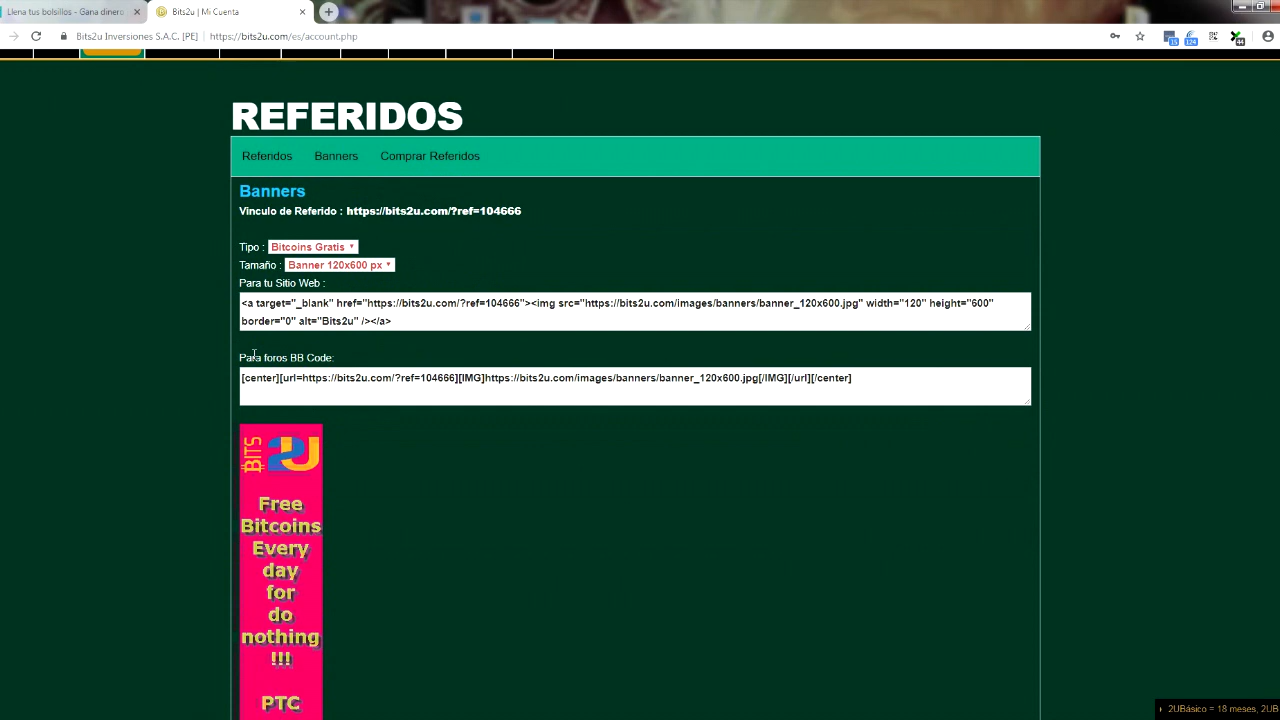 Llena tus bolsillos - Gana dinero
Bits2u | Mi Cuenta
Bits2u Inversiones S.A.C. [PE] | https://bits2u.com/es/account.php
15
124
44
REFERIDOS
Referidos Banners Comprar Referidos
Banners
Vinculo de Referido : https://bits2u.com/?ref=104666
Tipo : Bitcoins Gratis
Tamaño : Banner 120x600 px
Para tu Sitio Web :
<a target="_blank" href="https://bits2u.com/?ref=104666"><img src="https://bits2u.com/images/banners/banner_120x600.jpg" width="120" height="600"
border="0" alt="Bits2u" /></a>
Para foros BB Code:
[center][url=https://bits2u.com/?ref=104666][IMG]https://bits2u.com/images/banners/banner_120x600.jpg[/IMG][/url][/center]
BITS 2U
Free
Bitcoins
Every
day
for
do
nothing
!!!
PTC
2UBásico = 18 meses, 2UB